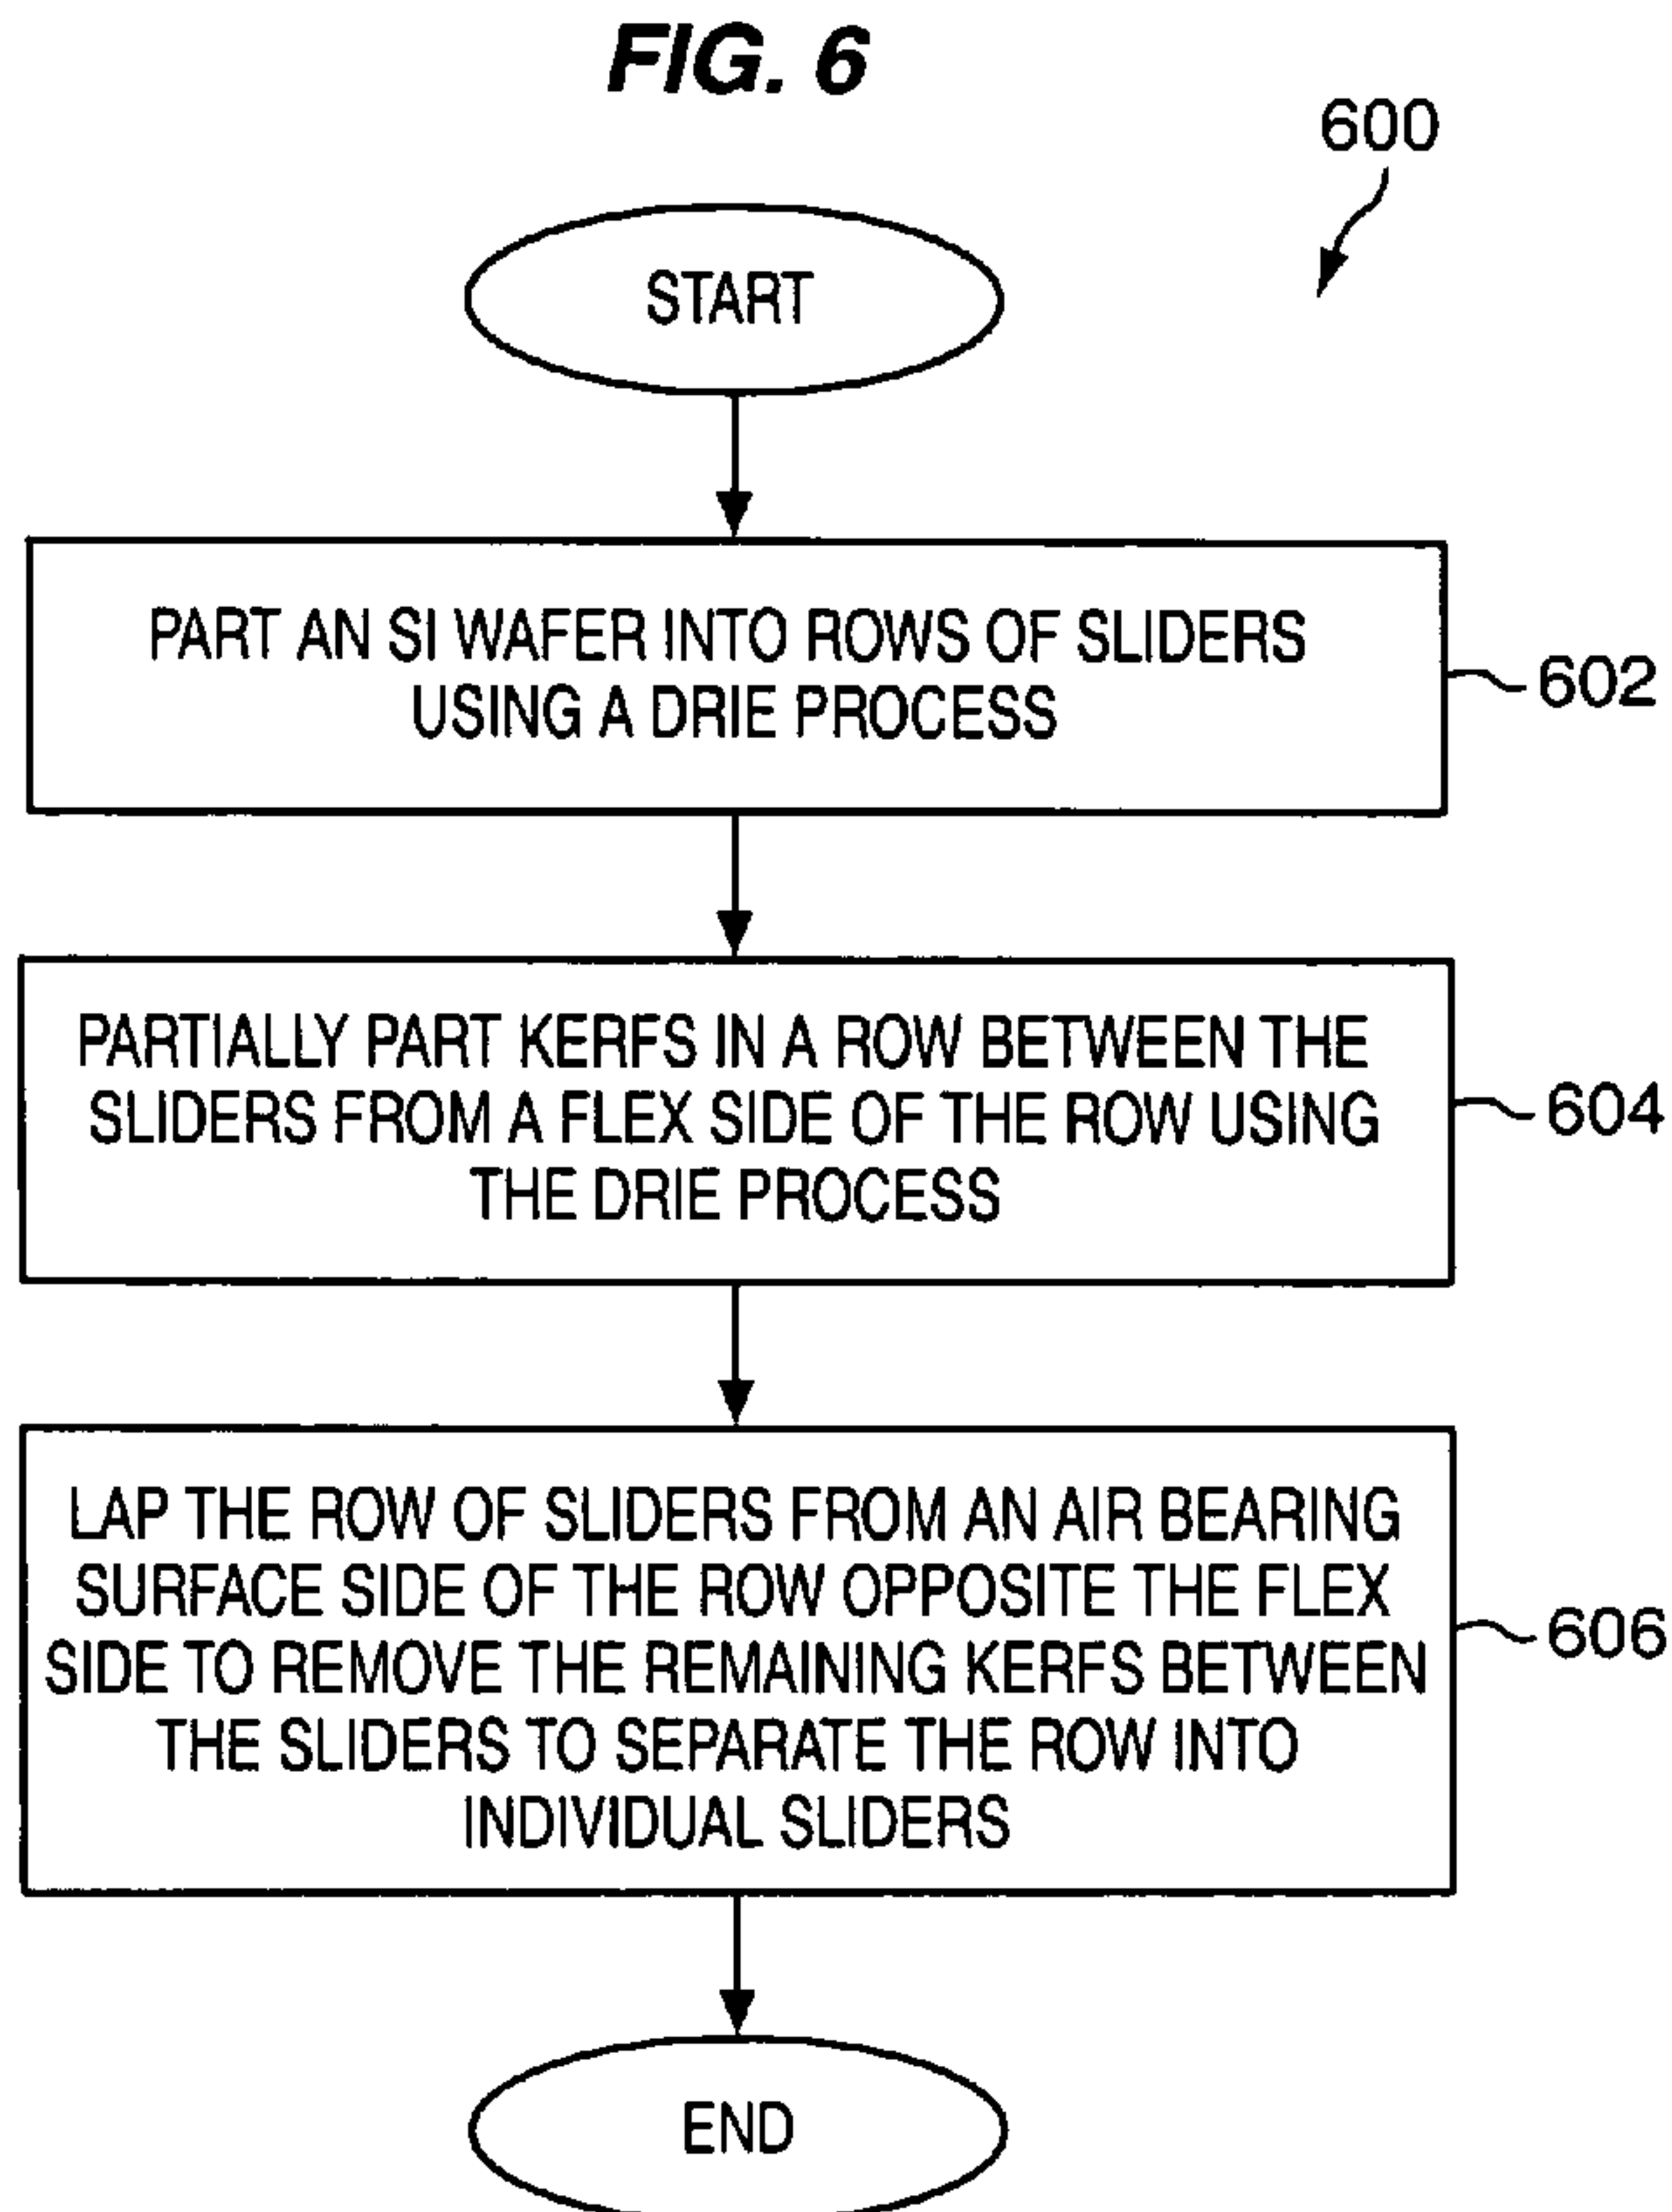 FIG. 6
600
START
PART AN SI WAFER INTO ROWS OF SLIDERS
USING A DRIE PROCESS
602
PARTIALLY PART KERFS IN A ROW BETWEEN THE
SLIDERS FROM A FLEX SIDE OF THE ROW USING
THE DRIE PROCESS
604
LAP THE ROW OF SLIDERS FROM AN AIR BEARING
SURFACE SIDE OF THE ROW OPPOSITE THE FLEX
SIDE TO REMOVE THE REMAINING KERFS BETWEEN
THE SLIDERS TO SEPARATE THE ROW INTO
INDIVIDUAL SLIDERS
606
END